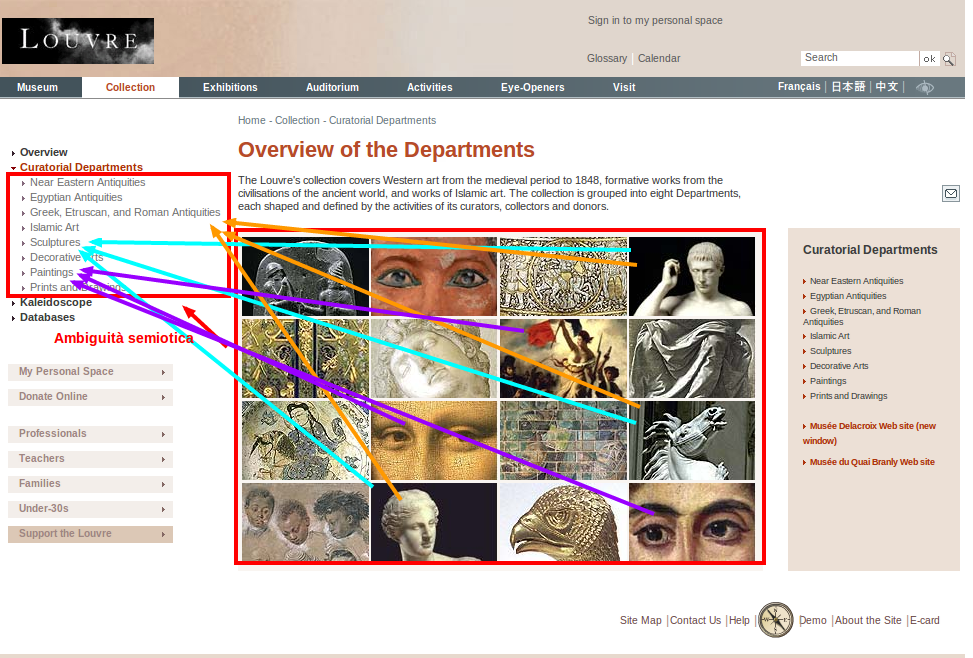 LOUVRE
Sign in to my personal space
Glossary | Calendar
Search
ok
Museum
Collection
Exhibitions
Auditorium
Activities
Eye-Openers
Visit
Français | 日本語 | 中文 |
Home - Collection - Curatorial Departments
Overview
Curatorial Departments
Near Eastern Antiquities
Egyptian Antiquities
Greek, Etruscan, and Roman Antiquities
Islamic Art
Sculptures
Decorative Arts
Paintings
Prints and Drawings
Kaleidoscope
Databases
Ambiguità semiotica
My Personal Space
Donate Online
Professionals
Teachers
Families
Under-30s
Support the Louvre
Overview of the Departments
The Louvre's collection covers Western art from the medieval period to 1848, formative works from the
civilisations of the ancient world, and works of Islamic art. The collection is grouped into eight Departments,
each shaped and defined by the activities of its curators, collectors and donors.
Curatorial Departments
Near Eastern Antiquities
Egyptian Antiquities
Greek, Etruscan, and Roman
Antiquities
Islamic Art
Sculptures
Decorative Arts
Paintings
Prints and Drawings
Musée Delacroix Web site (new
window)
Musée du Quai Branly Web site
Site Map | Contact Us | Help | Demo | About the Site | E-card